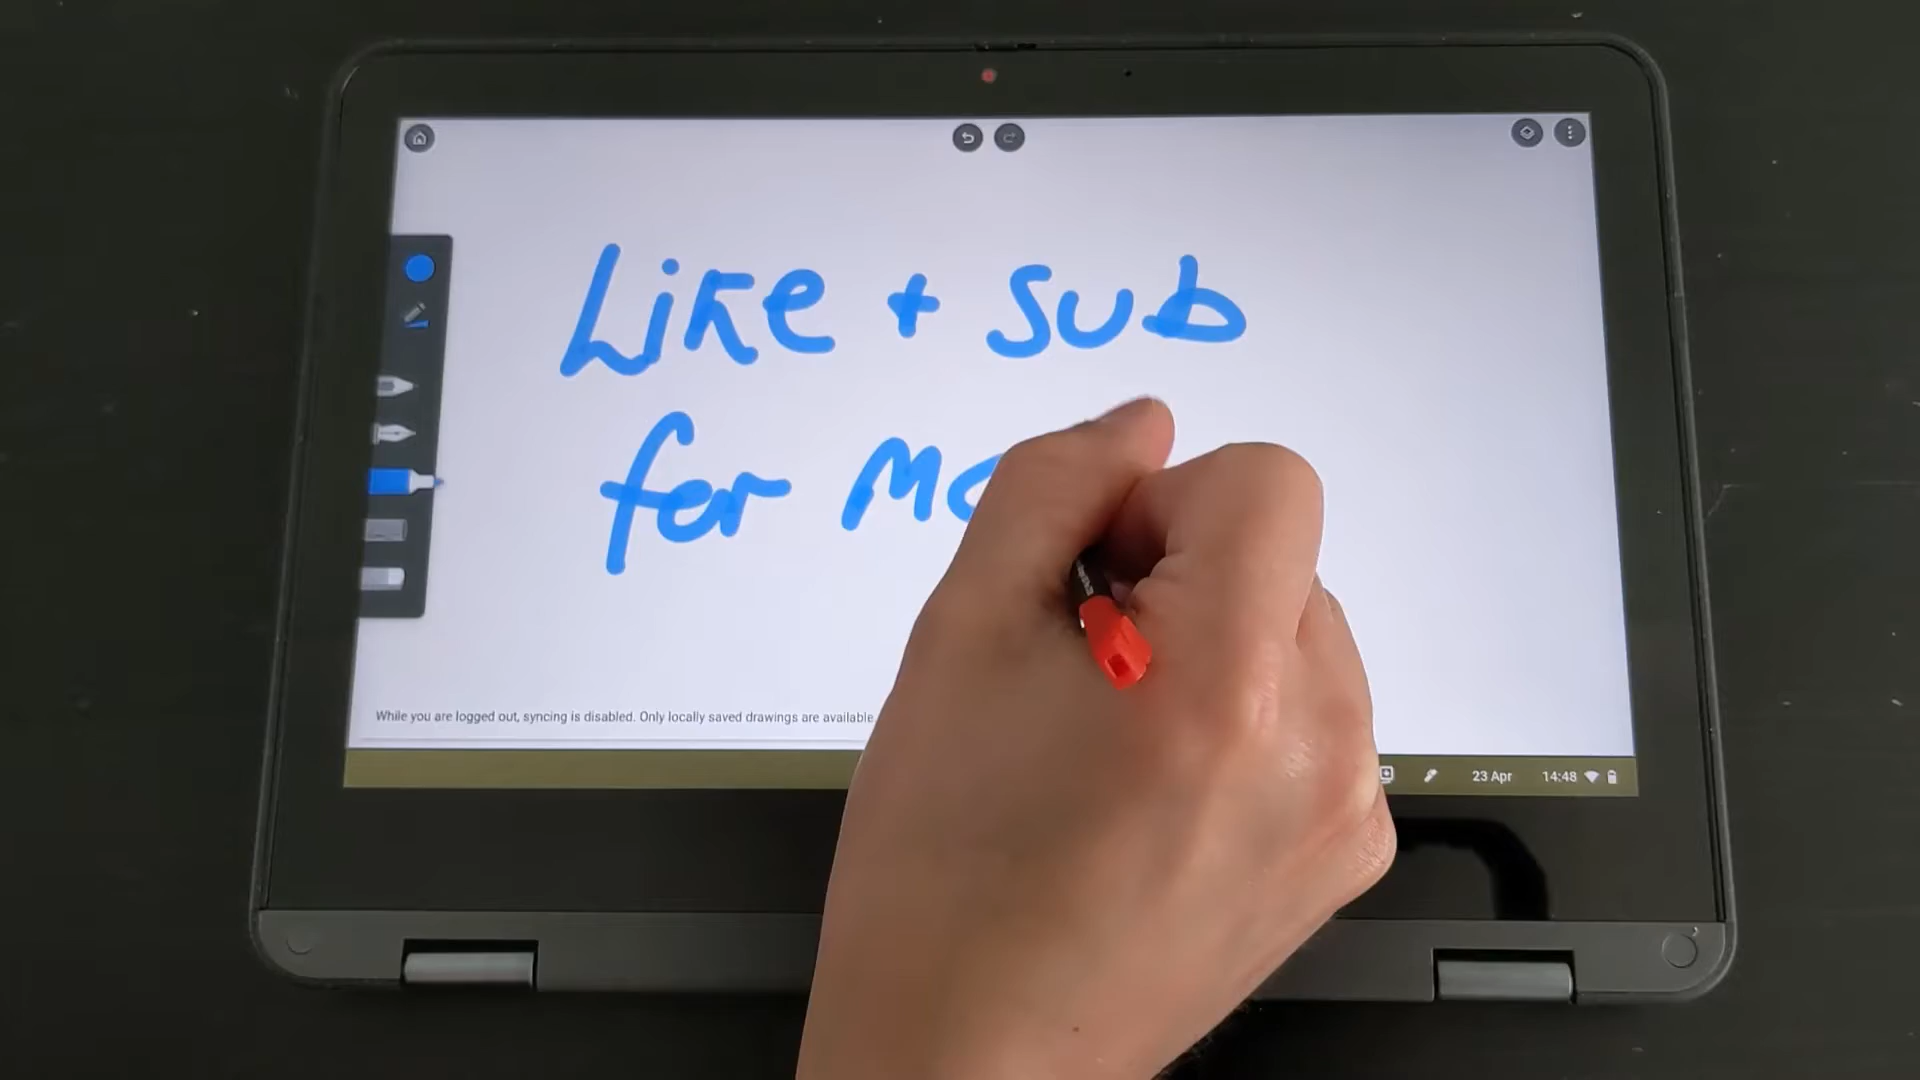 Like + Sub
for
While you are logged out, syncing is disabled. Only locally saved drawings are available.
23 Apr 14:48